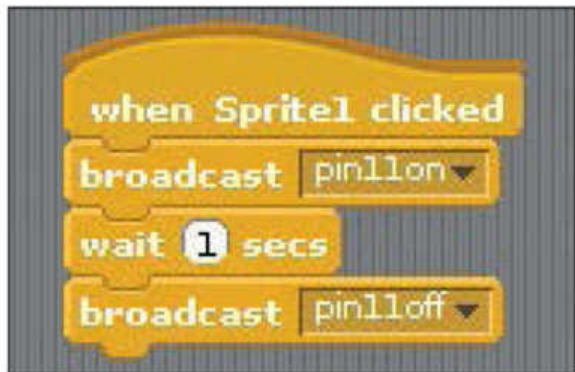 when Sprite1 clicked
broadcast pin11on
wait 1 secs
broadcast pin11off